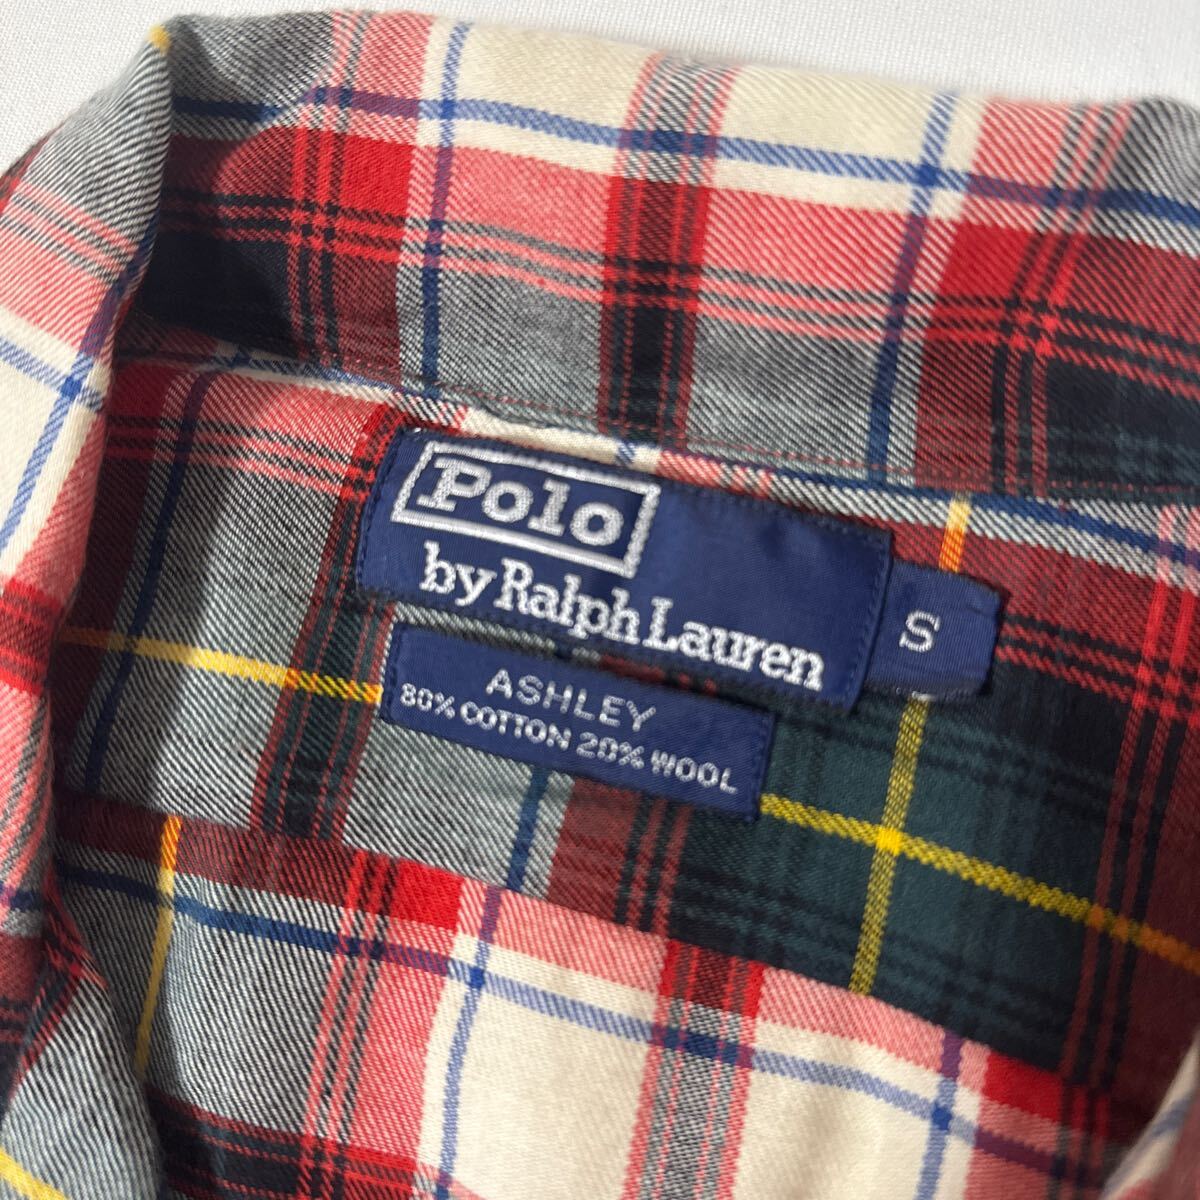 Polo
by Ralph Lauren
S
ASHLEY
80% COTTON 20% WOOL